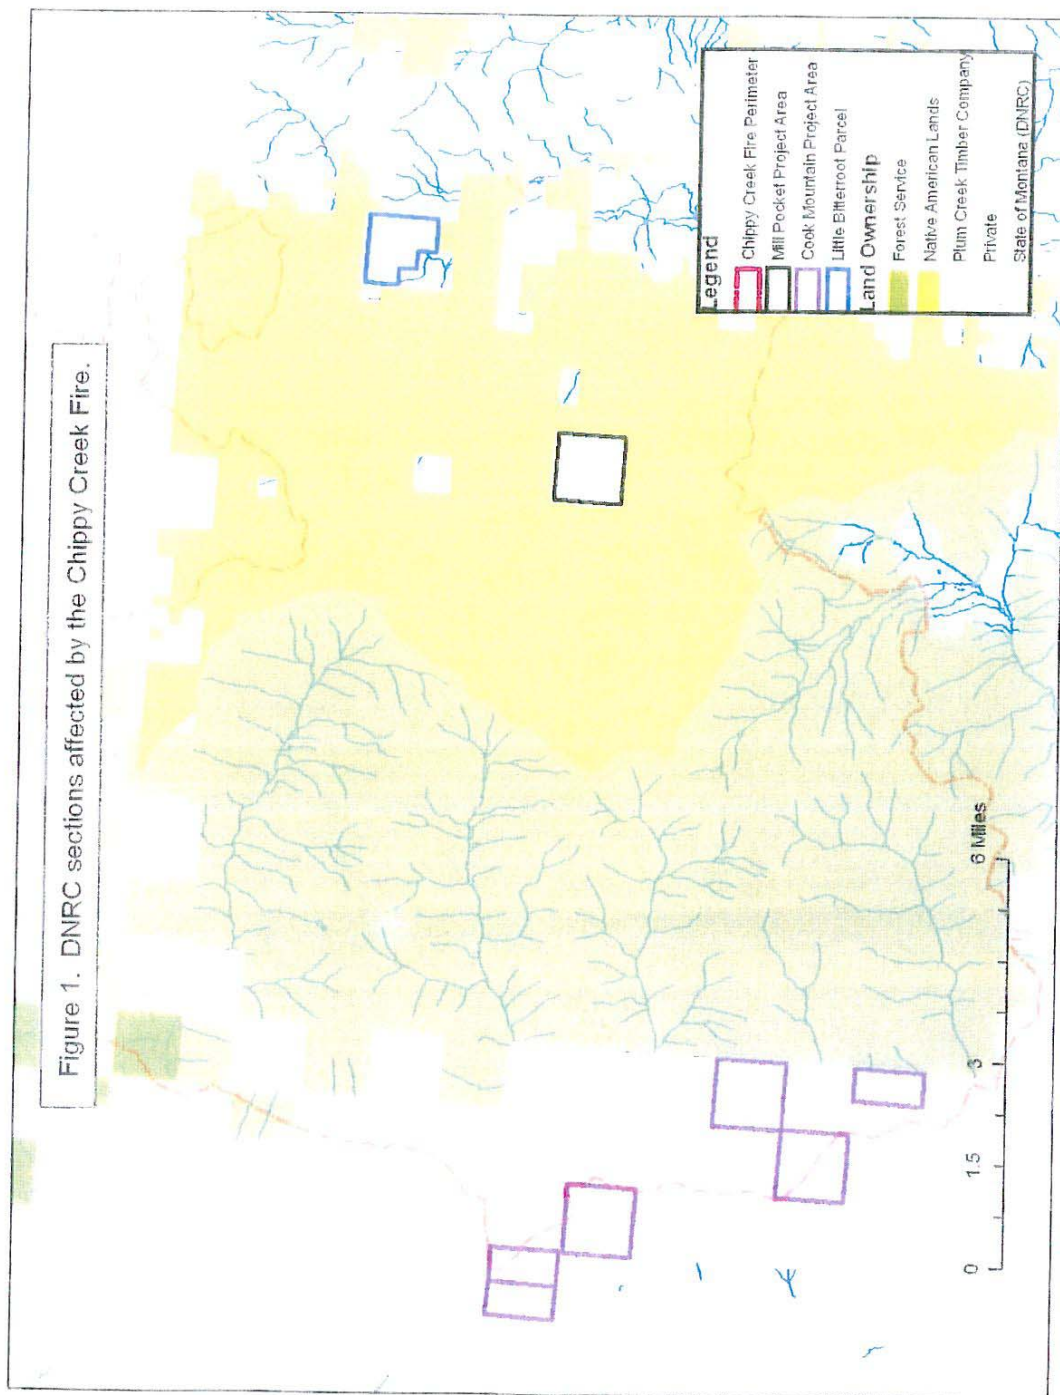 Figure 1. DNRC sections affected by the Chippy Creek Fire.
Legend
Chippy Creek Fire Perimeter
Mill Pocket Project Area
Cook Mountain Project Area
Little Bitterroot Parcel
Land Ownership
Forest Service
Native American Lands
Plum Creek Timber Company
Private
State of Montana (DNRC)
0 1.5 3 6 Miles